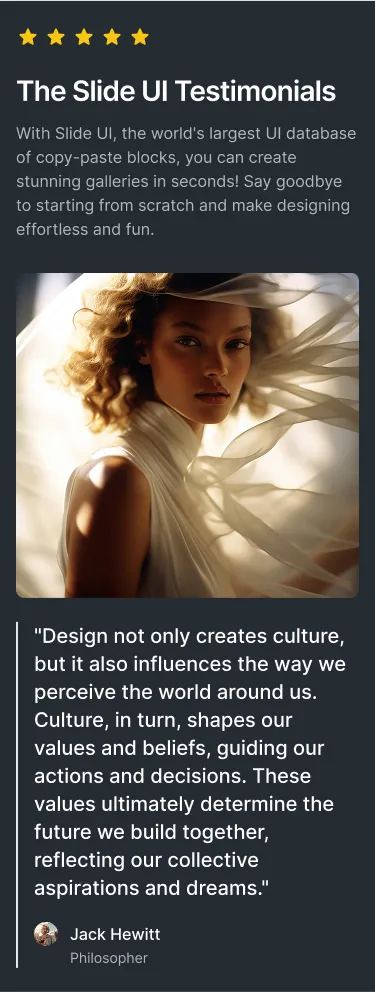 The Slide UI Testimonials
With Slide UI, the world's largest UI database
of copy-paste blocks, you can create
stunning galleries in seconds! Say goodbye
to starting from scratch and make designing
effortless and fun.
"Design not only creates culture,
but it also influences the way we
perceive the world around us.
Culture, in turn, shapes our
values and beliefs, guiding our
actions and decisions. These
values ultimately determine the
future we build together,
reflecting our collective
aspirations and dreams."
Jack Hewitt
Philosopher